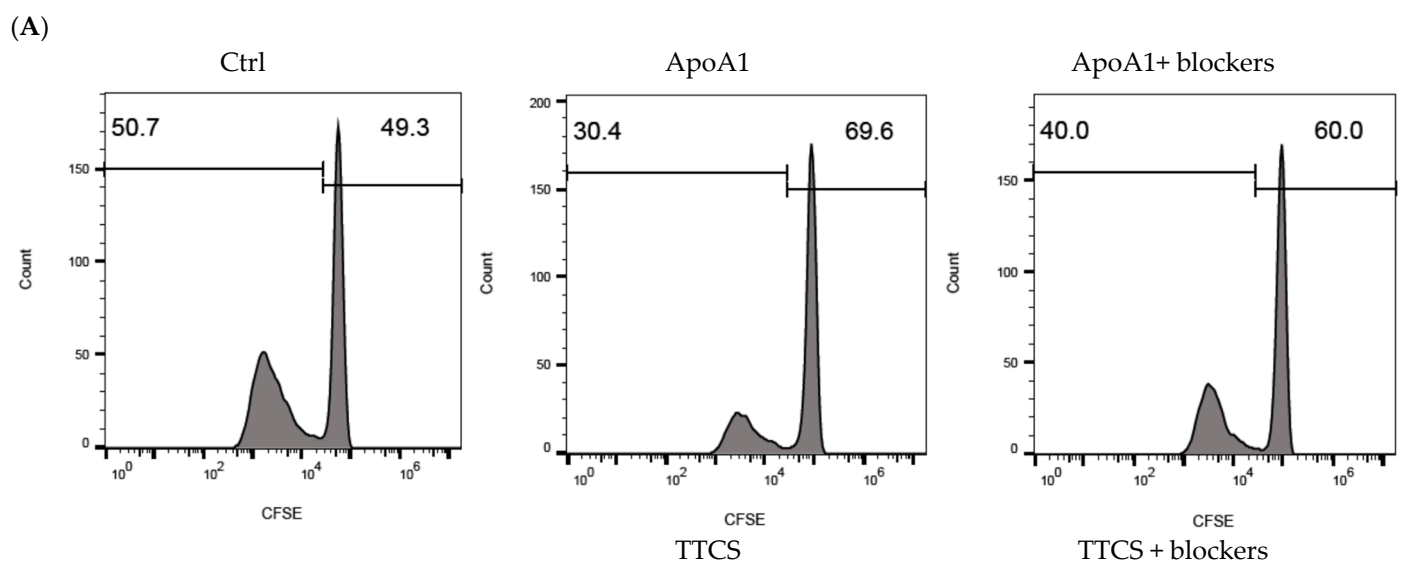 (A)
Ctrl ApoA1 ApoA1+ blockers
50.7 49.3
150
100
50
0
Count
10^0 10^2 10^4 10^6
CFSE
30.4 69.6
200
150
100
50
0
Count
10^0 10^2 10^4 10^6
CFSE
40.0 60.0
150
100
50
0
Count
10^0 10^2 10^4 10^6
CFSE
TTCS TTCS + blockers